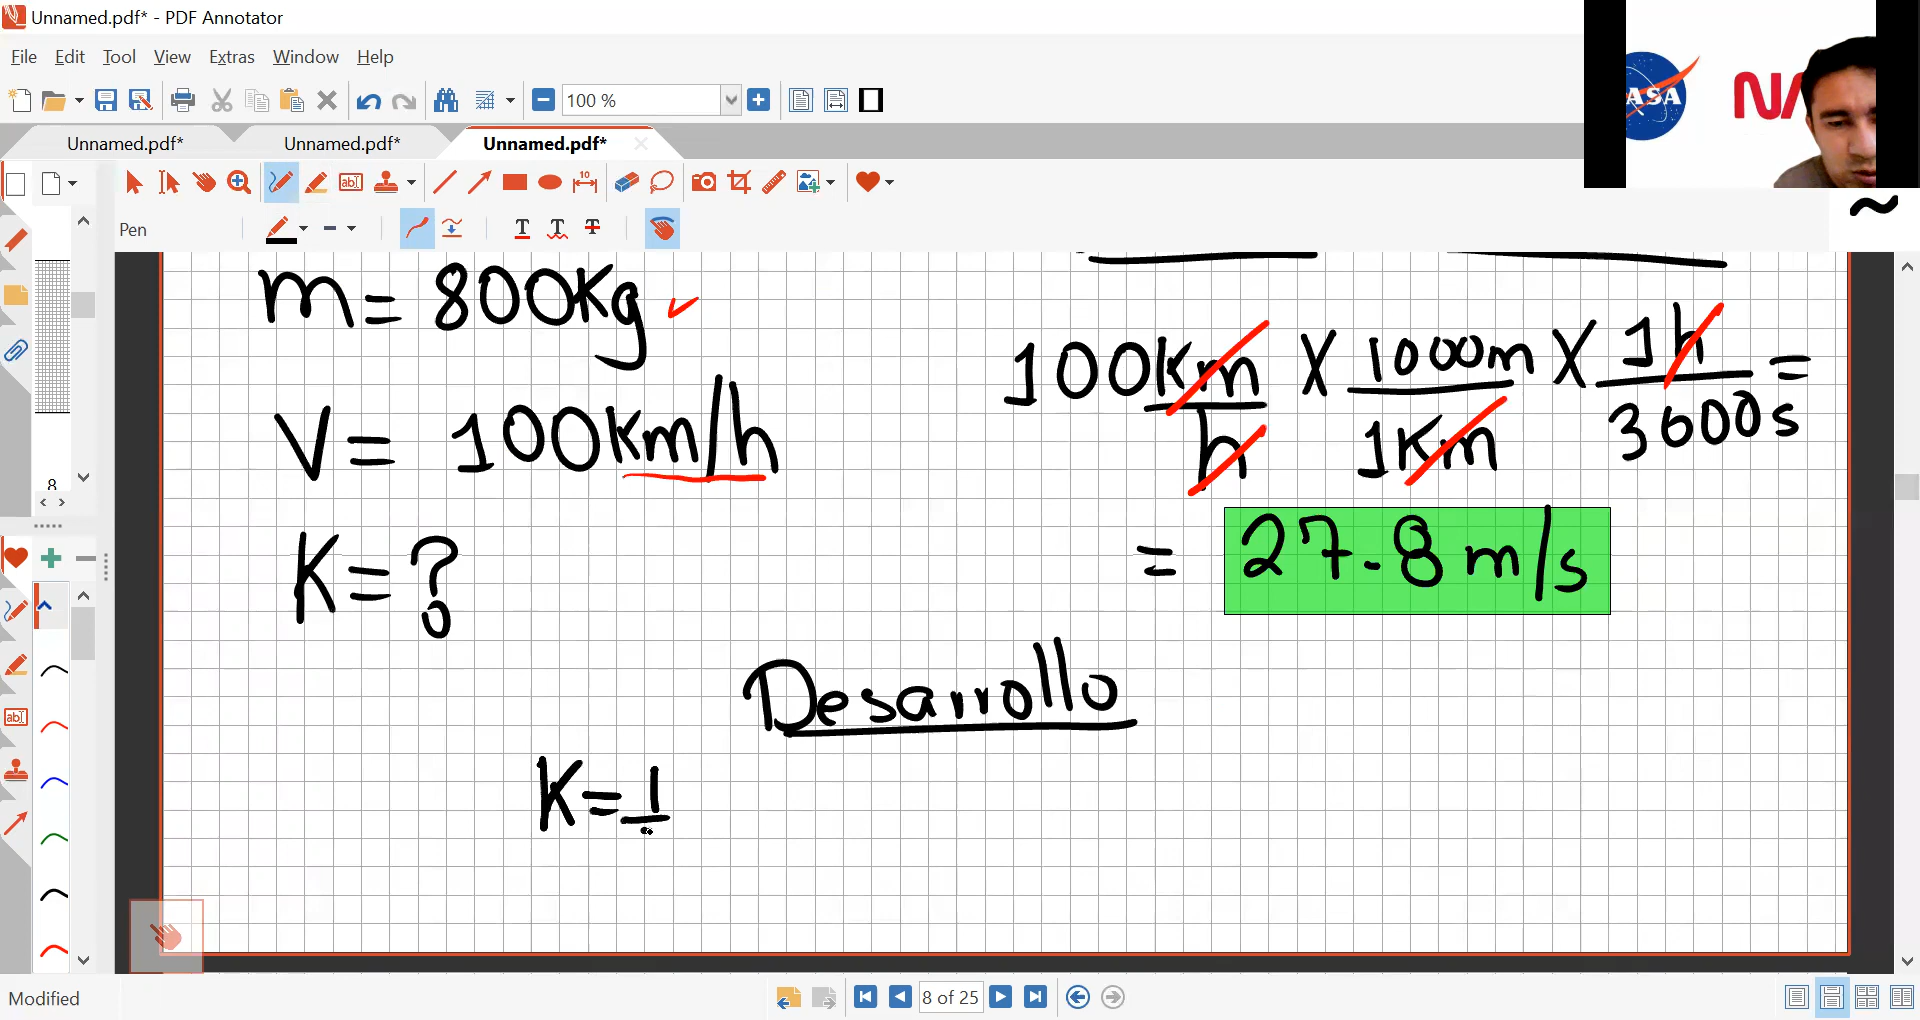 Unnamed.pdf* - PDF Annotator
File Edit Tool View Extras Window Help
100 %
Unnamed.pdf* Unnamed.pdf* Unnamed.pdf*
Pen
m = 800Kg
V = 100km/h
K = ?
100km/h X 1000m/1Km X 1h/3600s =
= 27.8 m/s
Desarrollo
K = 1
8
Modified
8 of 25